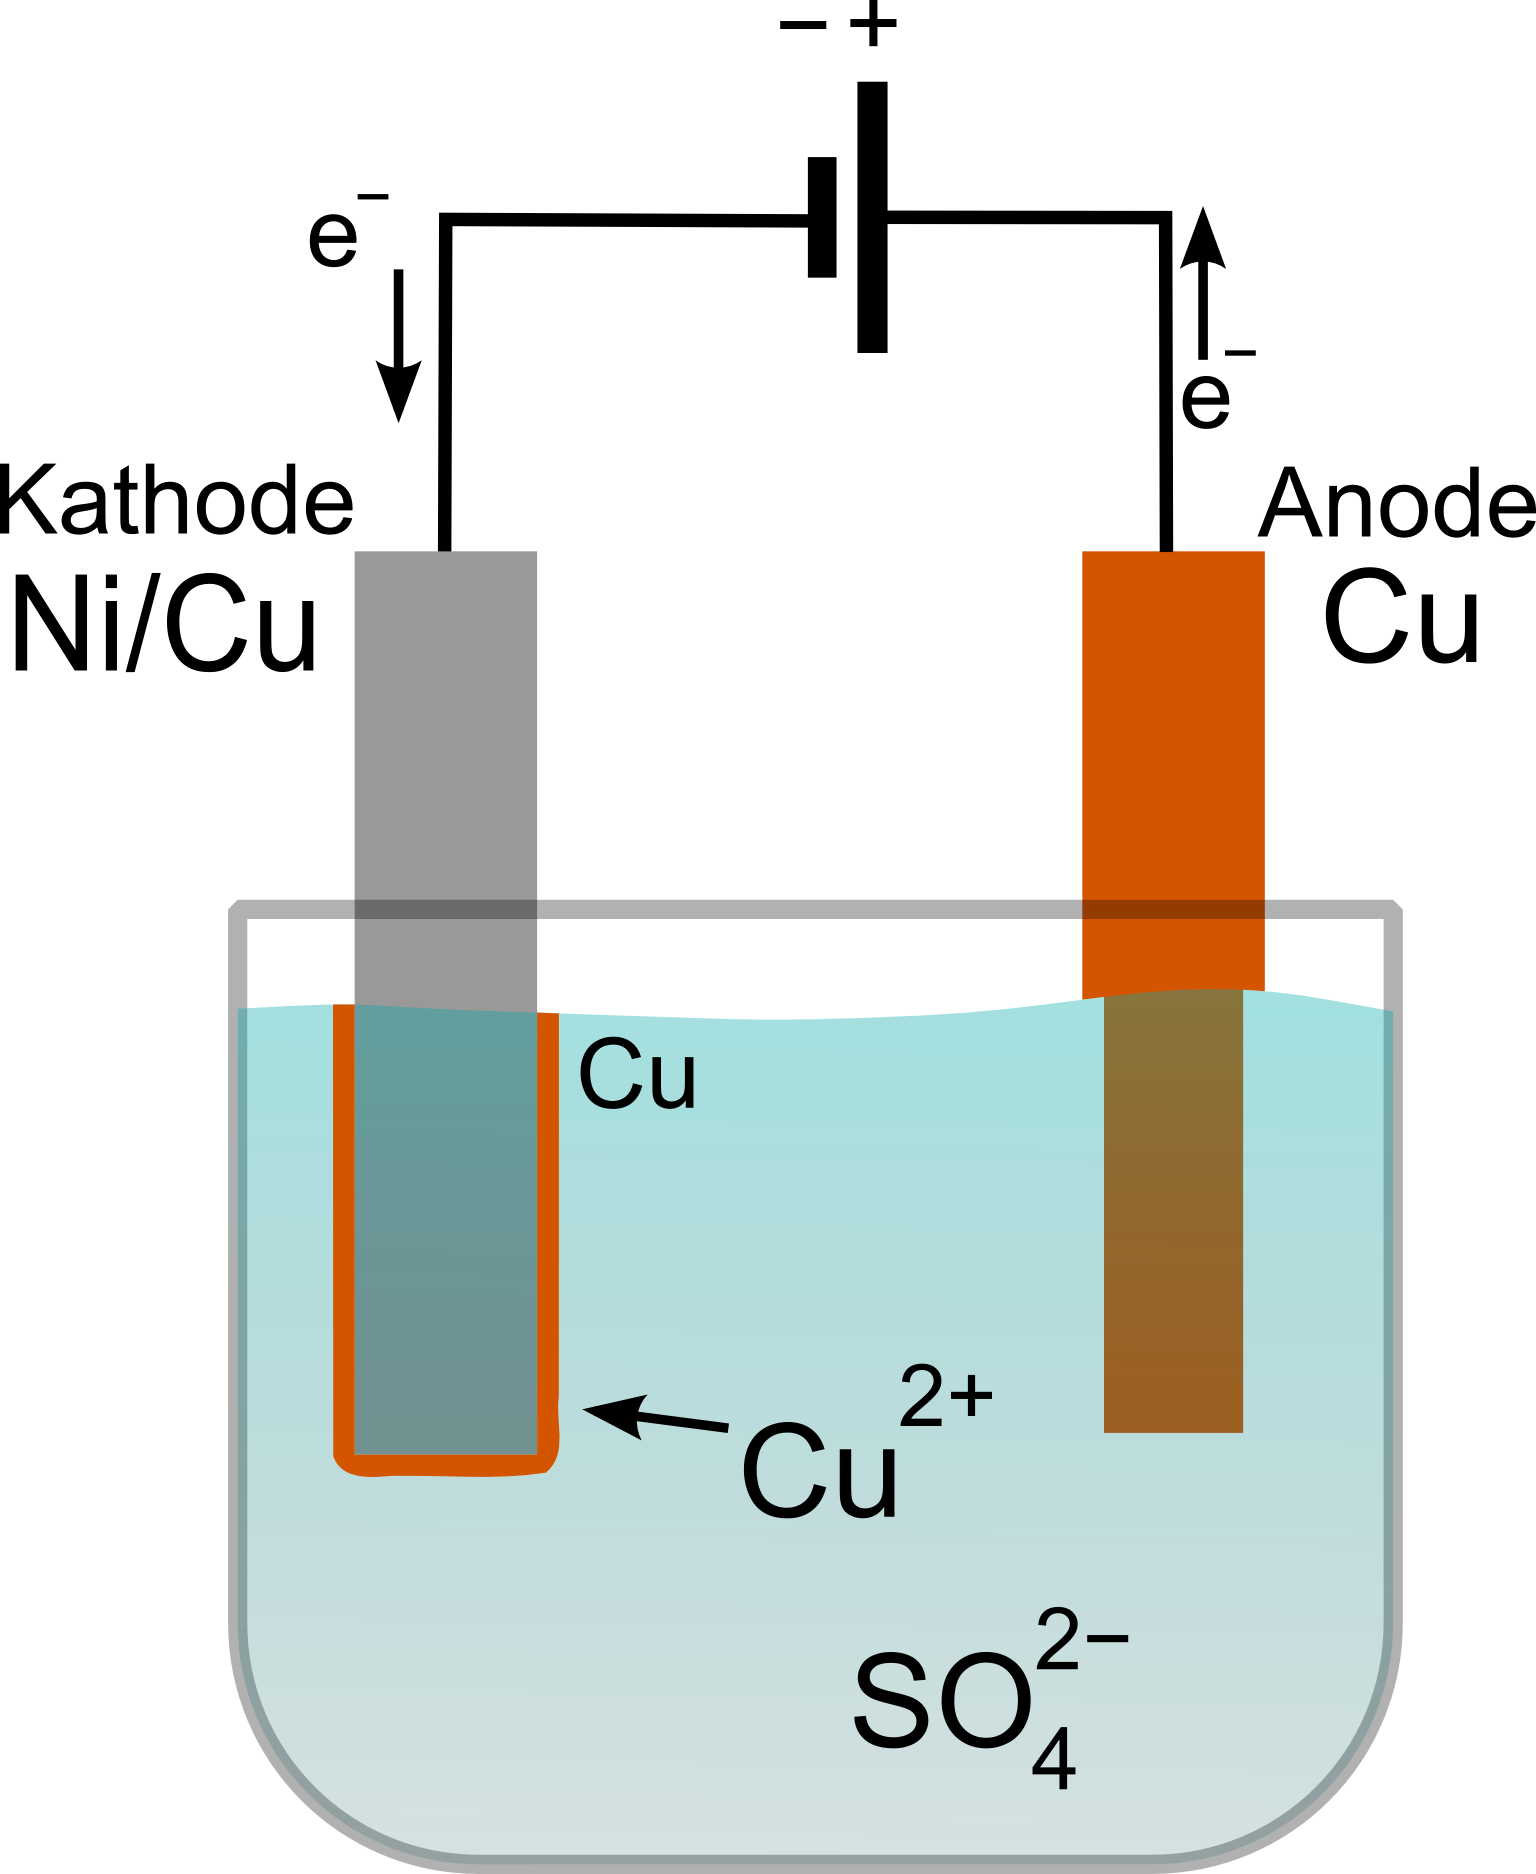 − +
e⁻
e⁻
Kathode
Ni/Cu
Anode
Cu
Cu
Cu²⁺
SO₄²⁻